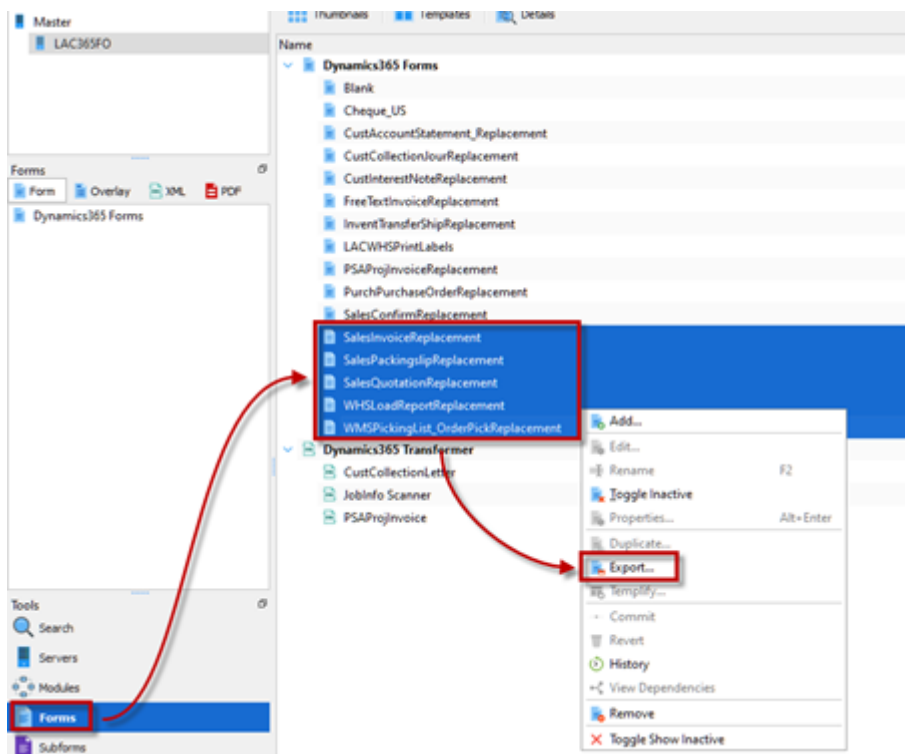 Master
LAC365FO
Forms
Form Overlay XML PDF
Dynamics365 Forms
Tools
Search
Servers
Modules
Forms
Subforms
Thumbnails Templates Details
Name
Dynamics365 Forms
Blank
Cheque_US
CustAccountStatement_Replacement
CustCollectionJourReplacement
CustInterestNoteReplacement
FreeTextInvoiceReplacement
InventTransferShipReplacement
LACWHSPrintLabels
PSAProjInvoiceReplacement
PurchPurchaseOrderReplacement
SalesConfirmReplacement
SalesInvoiceReplacement
SalesPackingslipReplacement
SalesQuotationReplacement
WHSLoadReportReplacement
WMSPickingList_OrderPickReplacement
Dynamics365 Transformer
CustCollectionLetter
JobInfo Scanner
PSAProjInvoice
Add...
Edit...
Rename F2
Toggle Inactive
Properties... Alt+Enter
Duplicate...
Export...
Templify...
Commit
Revert
History
View Dependencies
Remove
Toggle Show Inactive